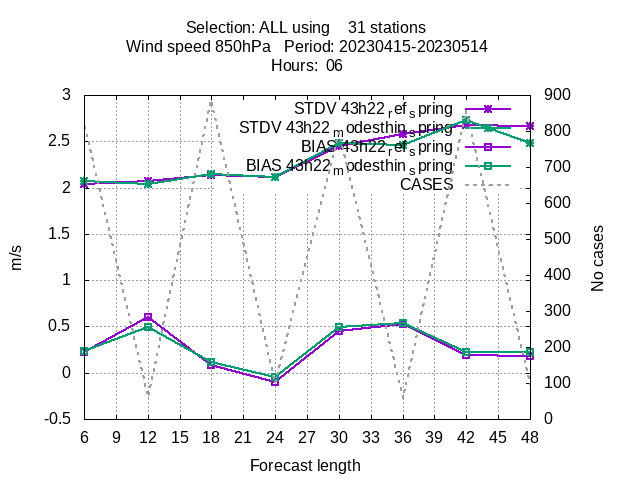 Selection: ALL using 31 stations
Wind speed 850hPa Period: 20230415-20230514
Hours: 06
STDV 43h22_ref_spring
STDV 43h22_modesthin_spring
BIAS 43h22_ref_spring
BIAS 43h22_modesthin_spring
CASES
3
2.5
2
1.5
1
0.5
0
-0.5
m/s
900
800
700
600
500
400
300
200
100
0
No cases
6 9 12 15 18 21 24 27 30 33 36 39 42 45 48
Forecast length